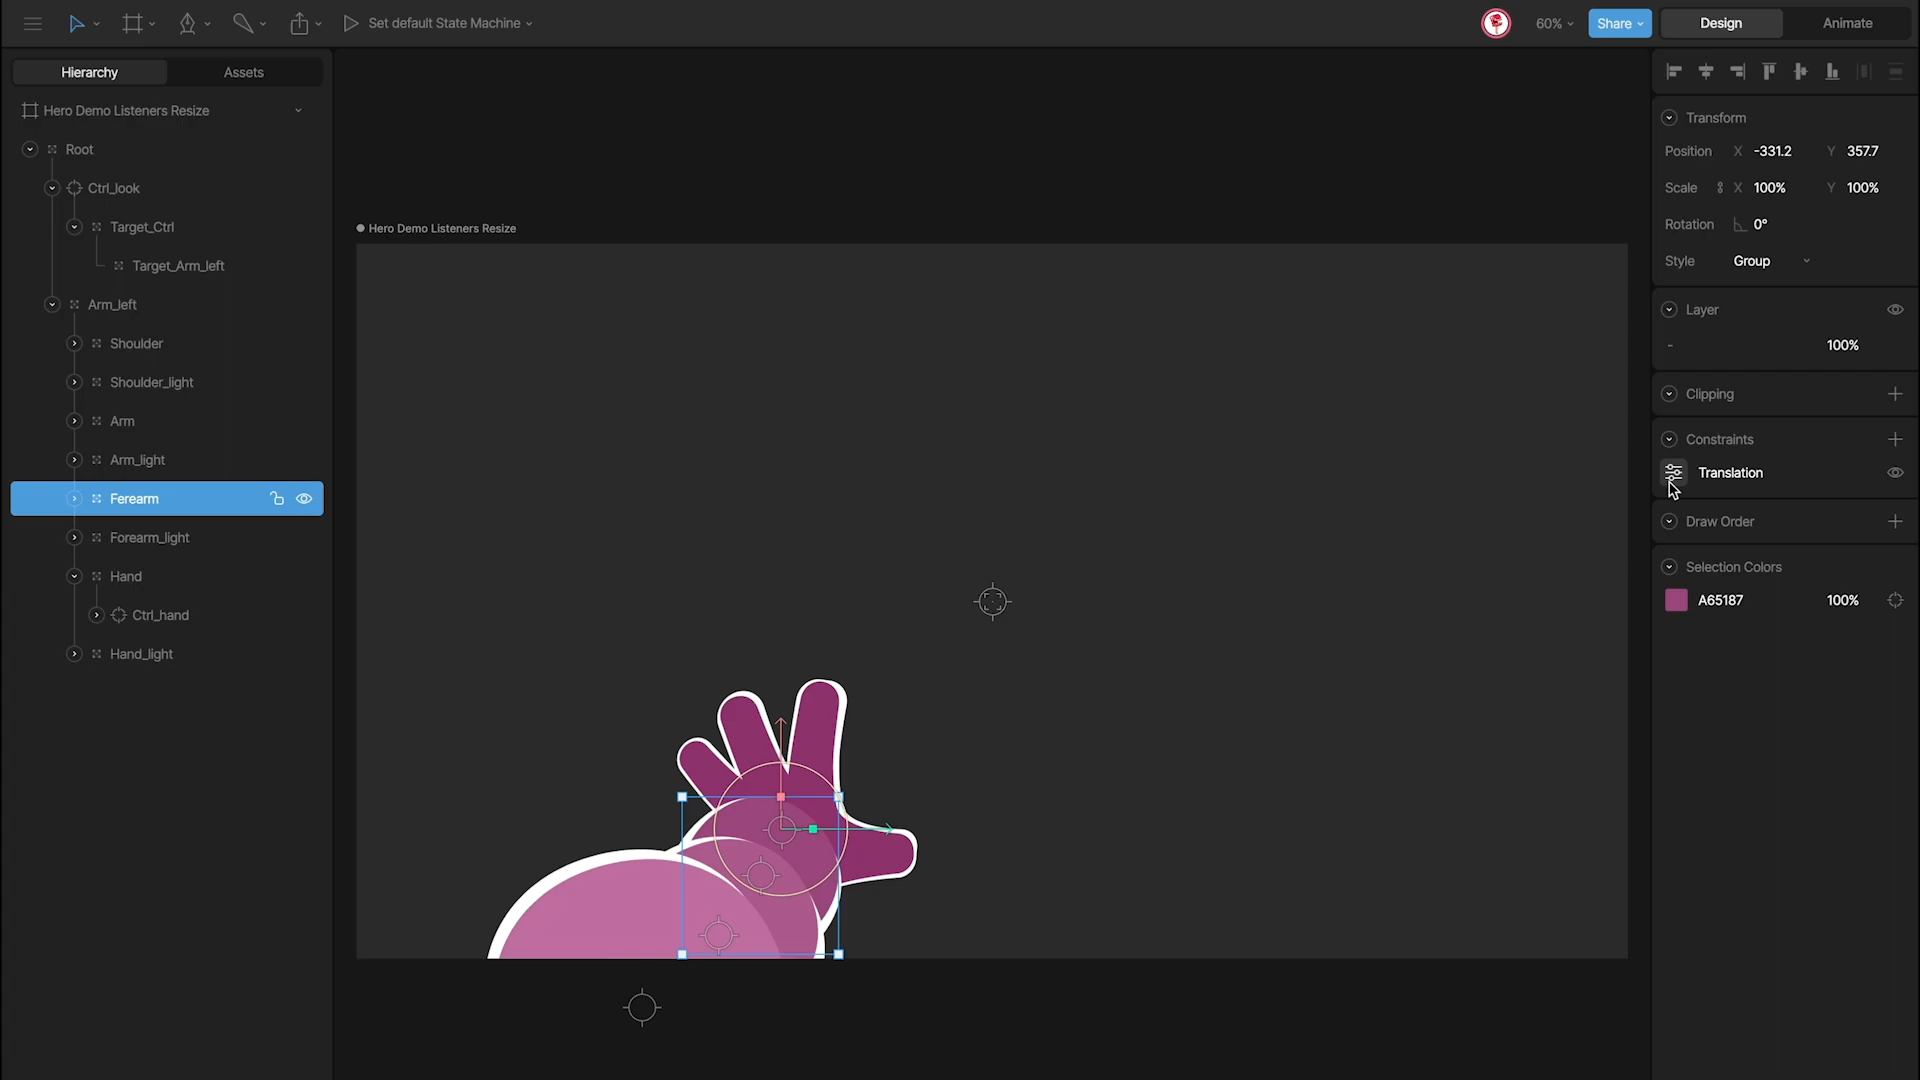 Set default State Machine
60%
Share
Design
Animate
Hierarchy
Assets
Hero Demo Listeners Resize
Root
Ctrl_look
Target_Ctrl
Target_Arm_left
Arm_left
Shoulder
Shoulder_light
Arm
Arm_light
Ferearm
Forearm_light
Hand
Ctrl_hand
Hand_light
Hero Demo Listeners Resize
Transform
Position X -331.2 Y 357.7
Scale X 100% Y 100%
Rotation 0°
Style Group
Layer
- 100%
Clipping
Constraints
Translation
Draw Order
Selection Colors
A65187 100%